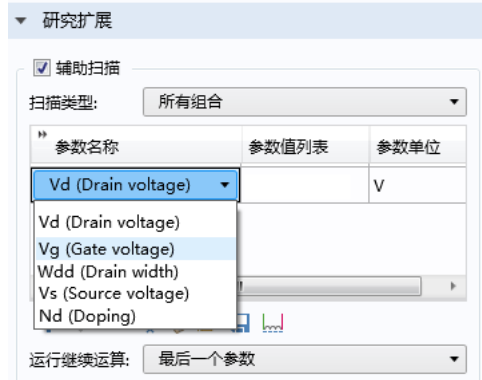 研究扩展
辅助扫描
扫描类型: 所有组合
参数名称 参数值列表 参数单位
Vd (Drain voltage) V
Vd (Drain voltage)
Vg (Gate voltage)
Wdd (Drain width)
Vs (Source voltage)
Nd (Doping)
运行继续运算: 最后一个参数